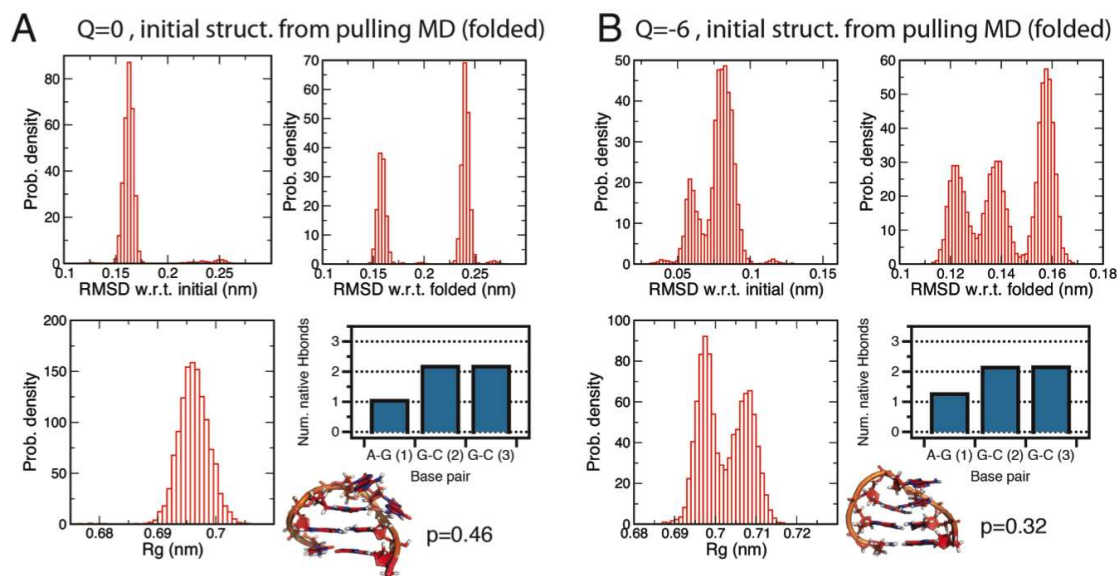 A Q=0 , initial struct. from pulling MD (folded)
Prob. density
80
60
40
20
0
0.1 0.15 0.2 0.25
RMSD w.r.t. initial (nm)
Prob. density
70
60
50
40
30
20
10
0
0.1 0.15 0.2 0.25
RMSD w.r.t. folded (nm)
Prob. density
200
150
100
50
0
0.68 0.69 0.7
Rg (nm)
Num. native Hbonds
3
2
1
0
A-G (1) G-C (2) G-C (3)
Base pair
p=0.46
B Q=-6 , initial struct. from pulling MD (folded)
Prob. density
50
40
30
20
10
0
0.05 0.1 0.15
RMSD w.r.t. initial (nm)
Prob. density
70
60
50
40
30
20
10
0
0.1 0.12 0.14 0.16 0.18
RMSD w.r.t. folded (nm)
Prob. density
100
80
60
40
20
0
0.68 0.69 0.7 0.71 0.72
Rg (nm)
Num. native Hbonds
3
2
1
0
A-G (1) G-C (2) G-C (3)
Base pair
p=0.32